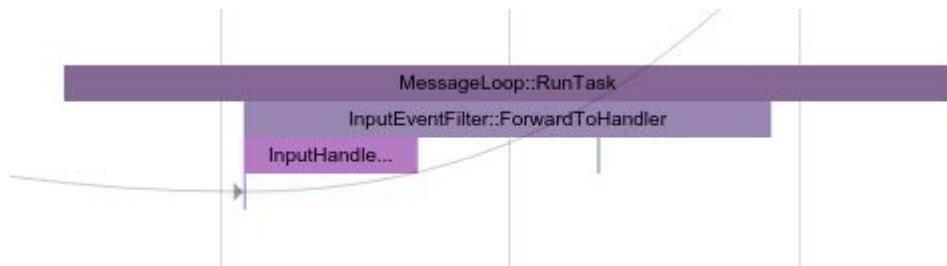 MessageLoop::RunTask
InputEventFilter::ForwardToHandler
InputHandle...